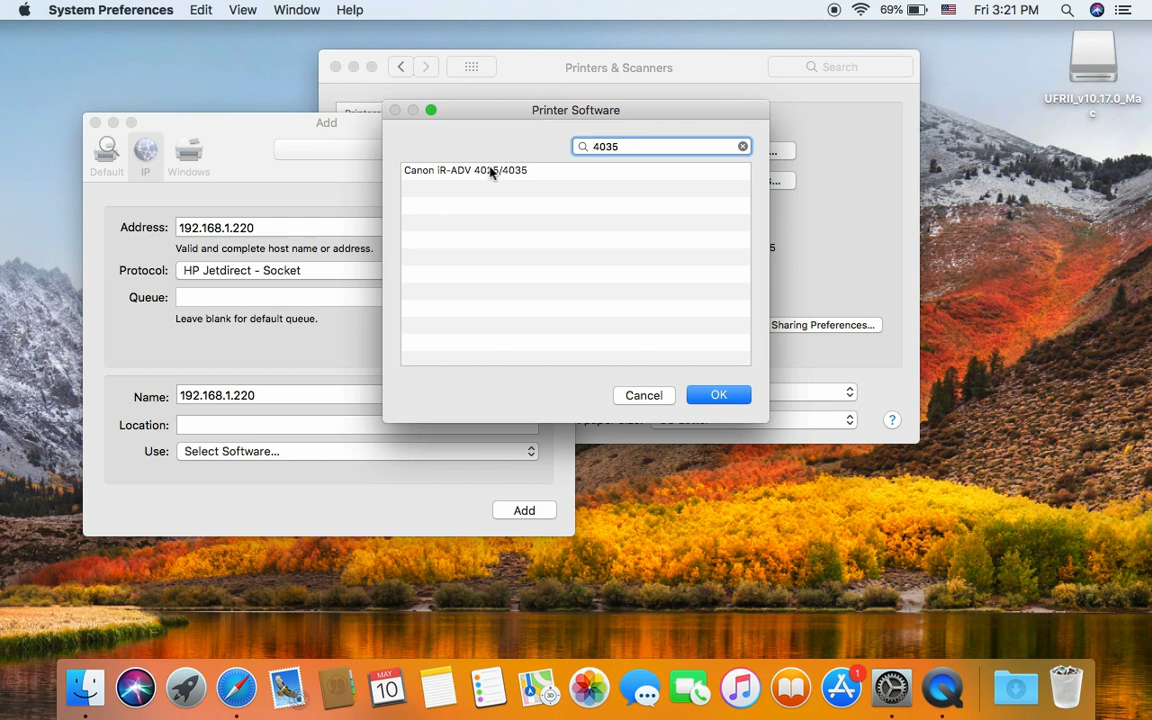 System Preferences Edit View Window Help
69% Fri 3:21 PM
UFRII_v10.17.0_Ma
c
Printers & Scanners
Search
Printer Software
4035
Canon iR-ADV 4025/4035
Cancel
OK
Add
Default
IP
Windows
Address: 192.168.1.220
Valid and complete host name or address.
Protocol: HP Jetdirect - Socket
Queue:
Leave blank for default queue.
Name: 192.168.1.220
Location:
Use: Select Software...
Add
...
...
5
Sharing Preferences...
?
MAY
10
3D
1